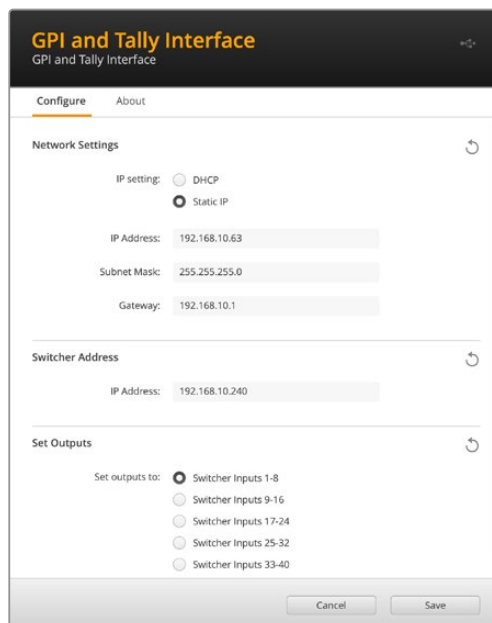 GPI and Tally Interface
GPI and Tally Interface
Configure About
Network Settings
IP setting: DHCP
Static IP
IP Address: 192.168.10.63
Subnet Mask: 255.255.255.0
Gateway: 192.168.10.1
Switcher Address
IP Address: 192.168.10.240
Set Outputs
Set outputs to: Switcher Inputs 1-8
Switcher Inputs 9-16
Switcher Inputs 17-24
Switcher Inputs 25-32
Switcher Inputs 33-40
Cancel Save